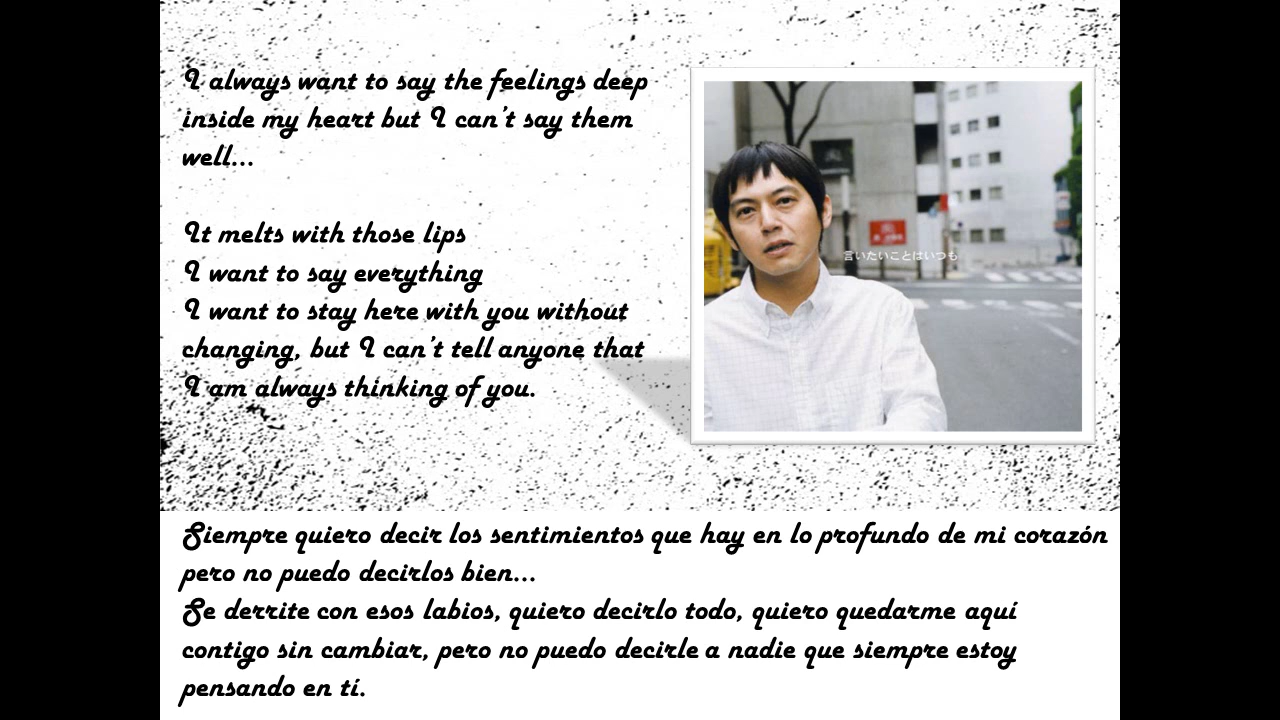 I always want to say the feelings deep
inside my heart but I can't say them
well...
It melts with those lips
I want to say everything
I want to stay here with you without
changing, but I can't tell anyone that
I am always thinking of you.
言いたいことはいつも
Siempre quiero decir los sentimientos que hay en lo profundo de mi corazón
pero no puedo decirlos bien...
Se derrite con esos labios, quiero decirlo todo, quiero quedarme aquí
contigo sin cambiar, pero no puedo decirle a nadie que siempre estoy
pensando en tí.